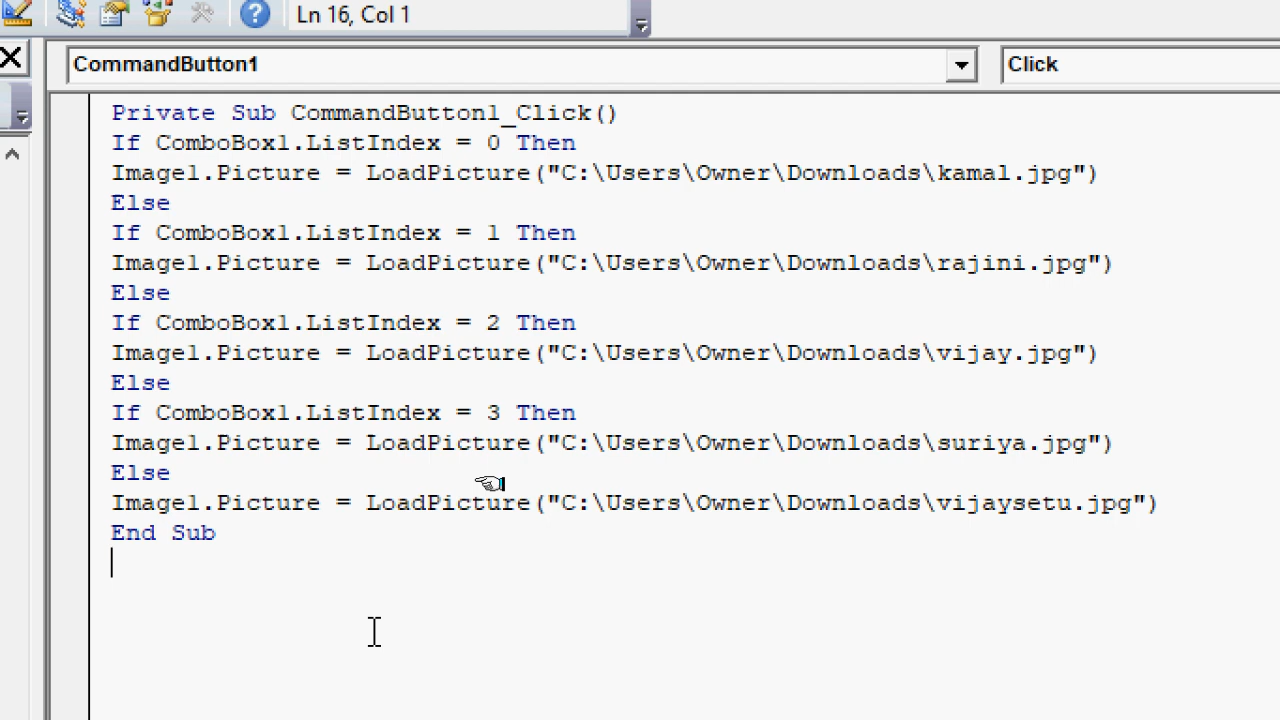 Ln 16, Col 1
CommandButton1
Click
Private Sub CommandButton1_Click()
If ComboBox1.ListIndex = 0 Then
Image1.Picture = LoadPicture("C:\Users\Owner\Downloads\kamal.jpg")
Else
If ComboBox1.ListIndex = 1 Then
Image1.Picture = LoadPicture("C:\Users\Owner\Downloads\rajini.jpg")
Else
If ComboBox1.ListIndex = 2 Then
Image1.Picture = LoadPicture("C:\Users\Owner\Downloads\vijay.jpg")
Else
If ComboBox1.ListIndex = 3 Then
Image1.Picture = LoadPicture("C:\Users\Owner\Downloads\suriya.jpg")
Else
Image1.Picture = LoadPicture("C:\Users\Owner\Downloads\vijaysetu.jpg")
End Sub